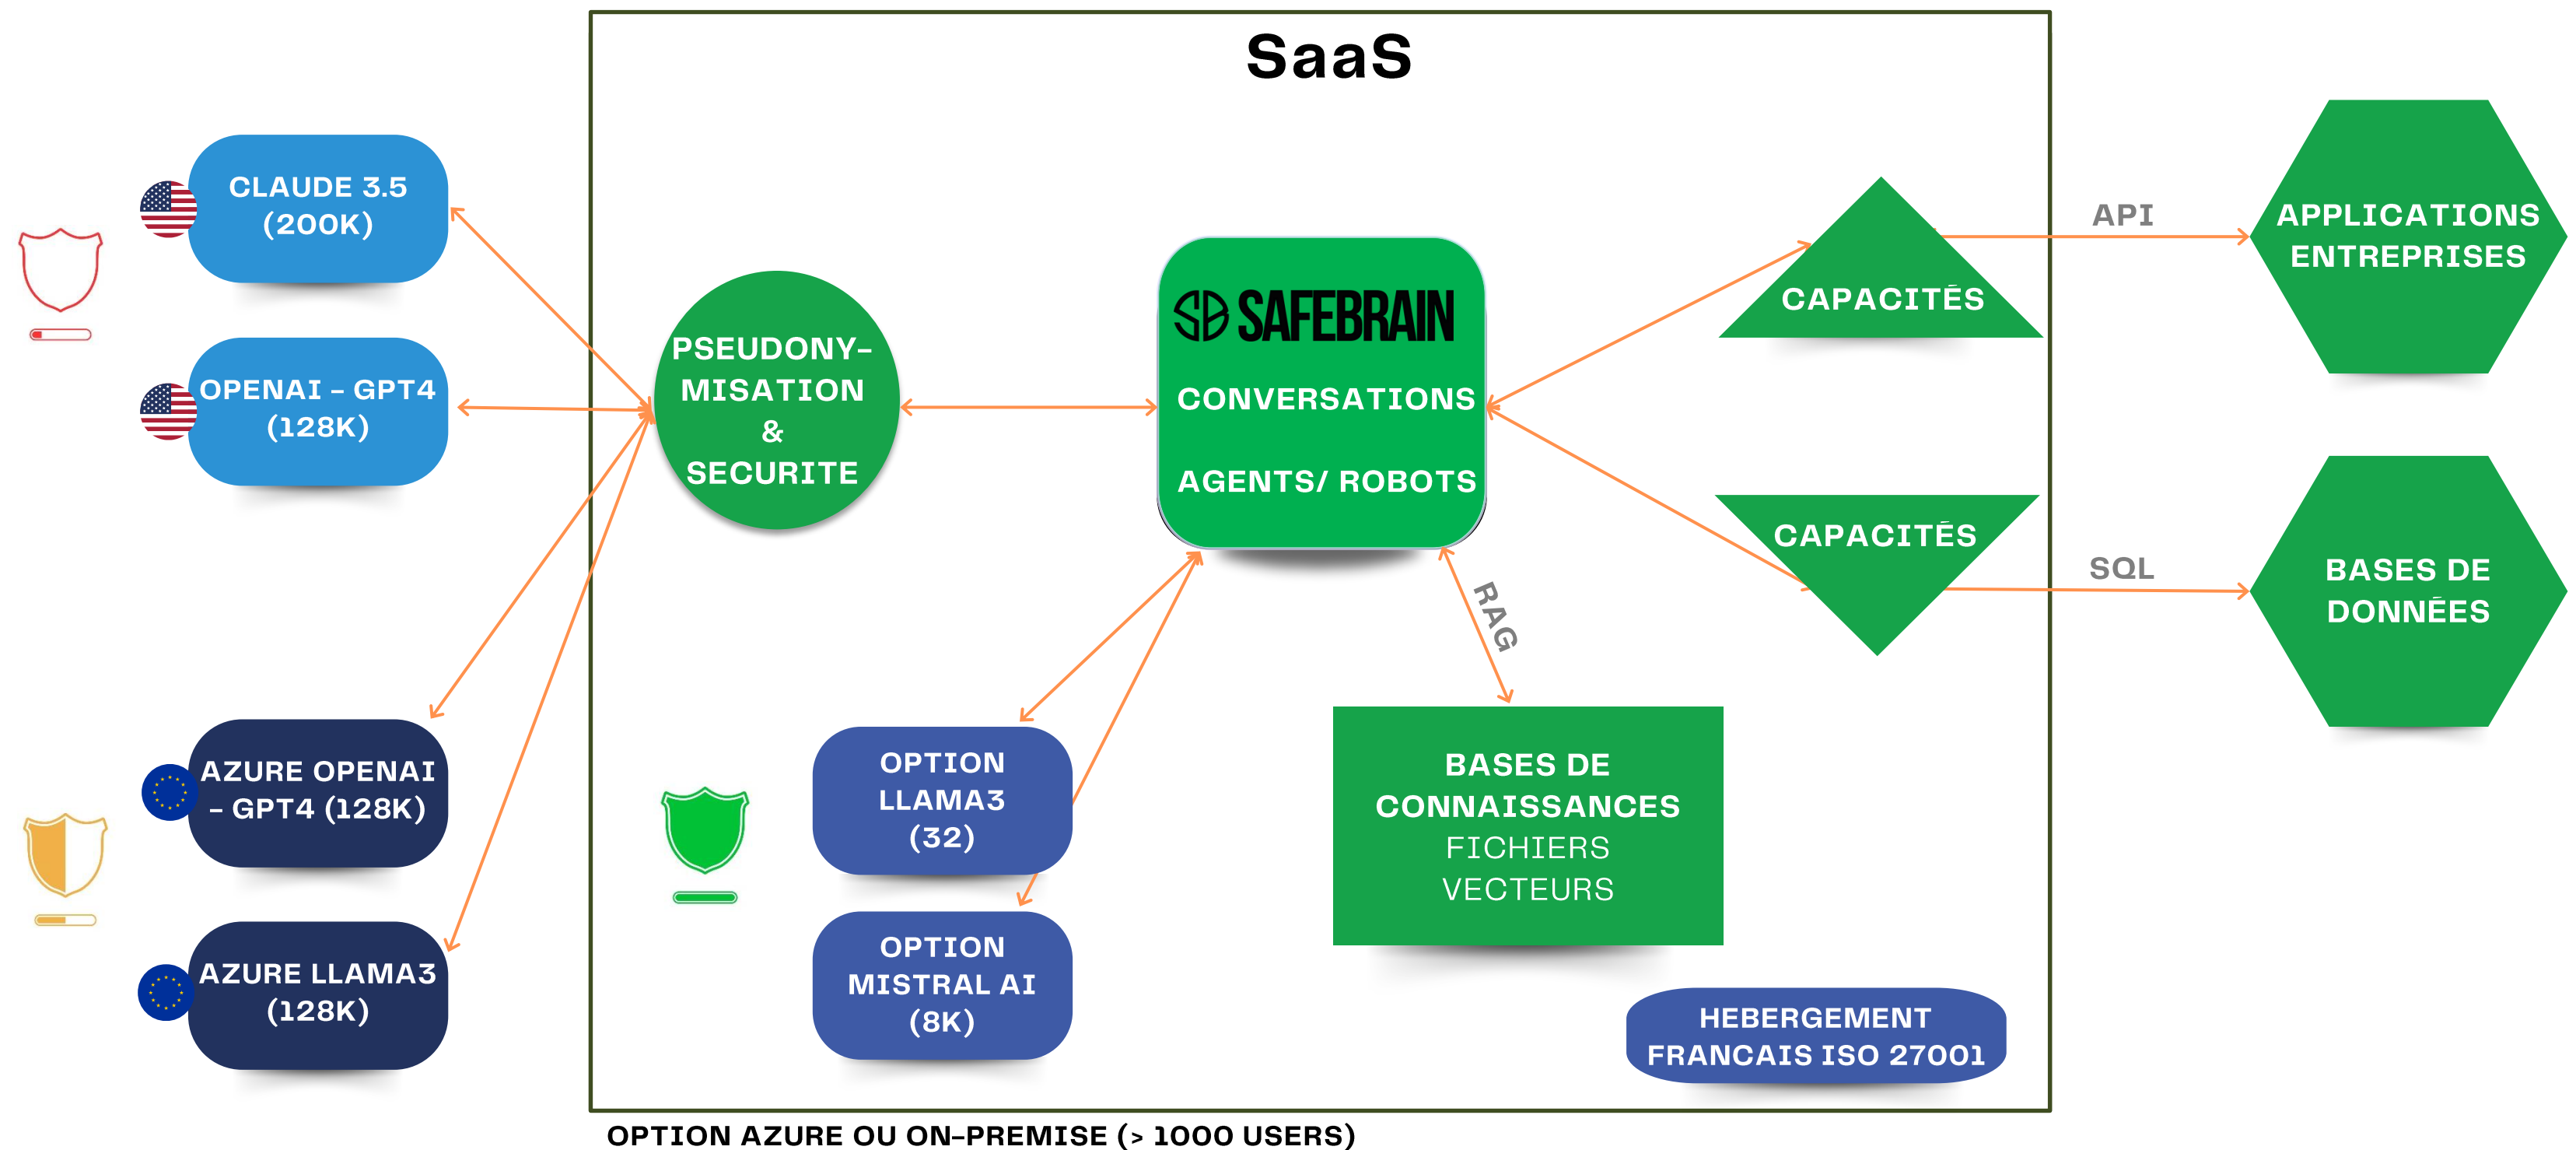 SaaS
CLAUDE 3.5
(200K)
OPENAI – GPT4
(128K)
AZURE OPENAI
– GPT4 (128K)
AZURE LLAMA3
(128K)
PSEUDONY–
MISATION
&
SECURITE
SAFEBRAIN
CONVERSATIONS
AGENTS/ ROBOTS
CAPACITÉS
CAPACITÉS
API
SQL
APPLICATIONS
ENTREPRISES
BASES DE
DONNÉES
RAG
OPTION
LLAMA3
(32)
OPTION
MISTRAL AI
(8K)
BASES DE
CONNAISSANCES
FICHIERS
VECTEURS
HEBERGEMENT
FRANCAIS ISO 27001
OPTION AZURE OU ON–PREMISE (> 1000 USERS)